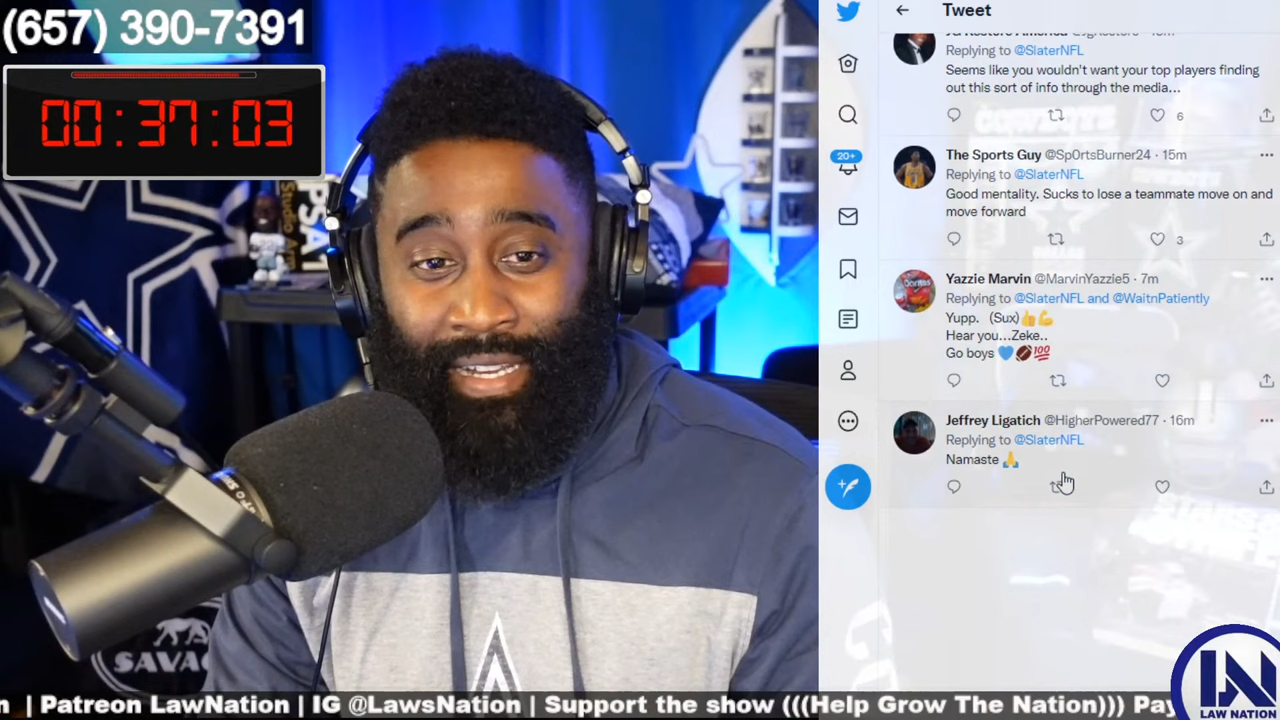 (657) 390-7391
00:37:03
Tweet
Replying to @SlaterNFL
Seems like you wouldn't want your top players finding
out this sort of info through the media...
6
The Sports Guy @Sp0rtsBurner24 · 15m
Replying to @SlaterNFL
Good mentality. Sucks to lose a teammate move on and
move forward
3
20+
Yazzie Marvin @MarvinYazzie5 · 7m
Replying to @SlaterNFL and @WaitnPatiently
Yupp. (Sux)👍💪
Hear you...Zeke..
Go boys 💙🏈💯
Jeffrey Ligatich @HigherPowered77 · 16m
Replying to @SlaterNFL
Namaste 🙏
COWBOYS
Studio
SAVAG
LN
LAW NATION
n | Patreon LawNation | IG @LawsNation | Support the show (((Help Grow The Nation))) Pay